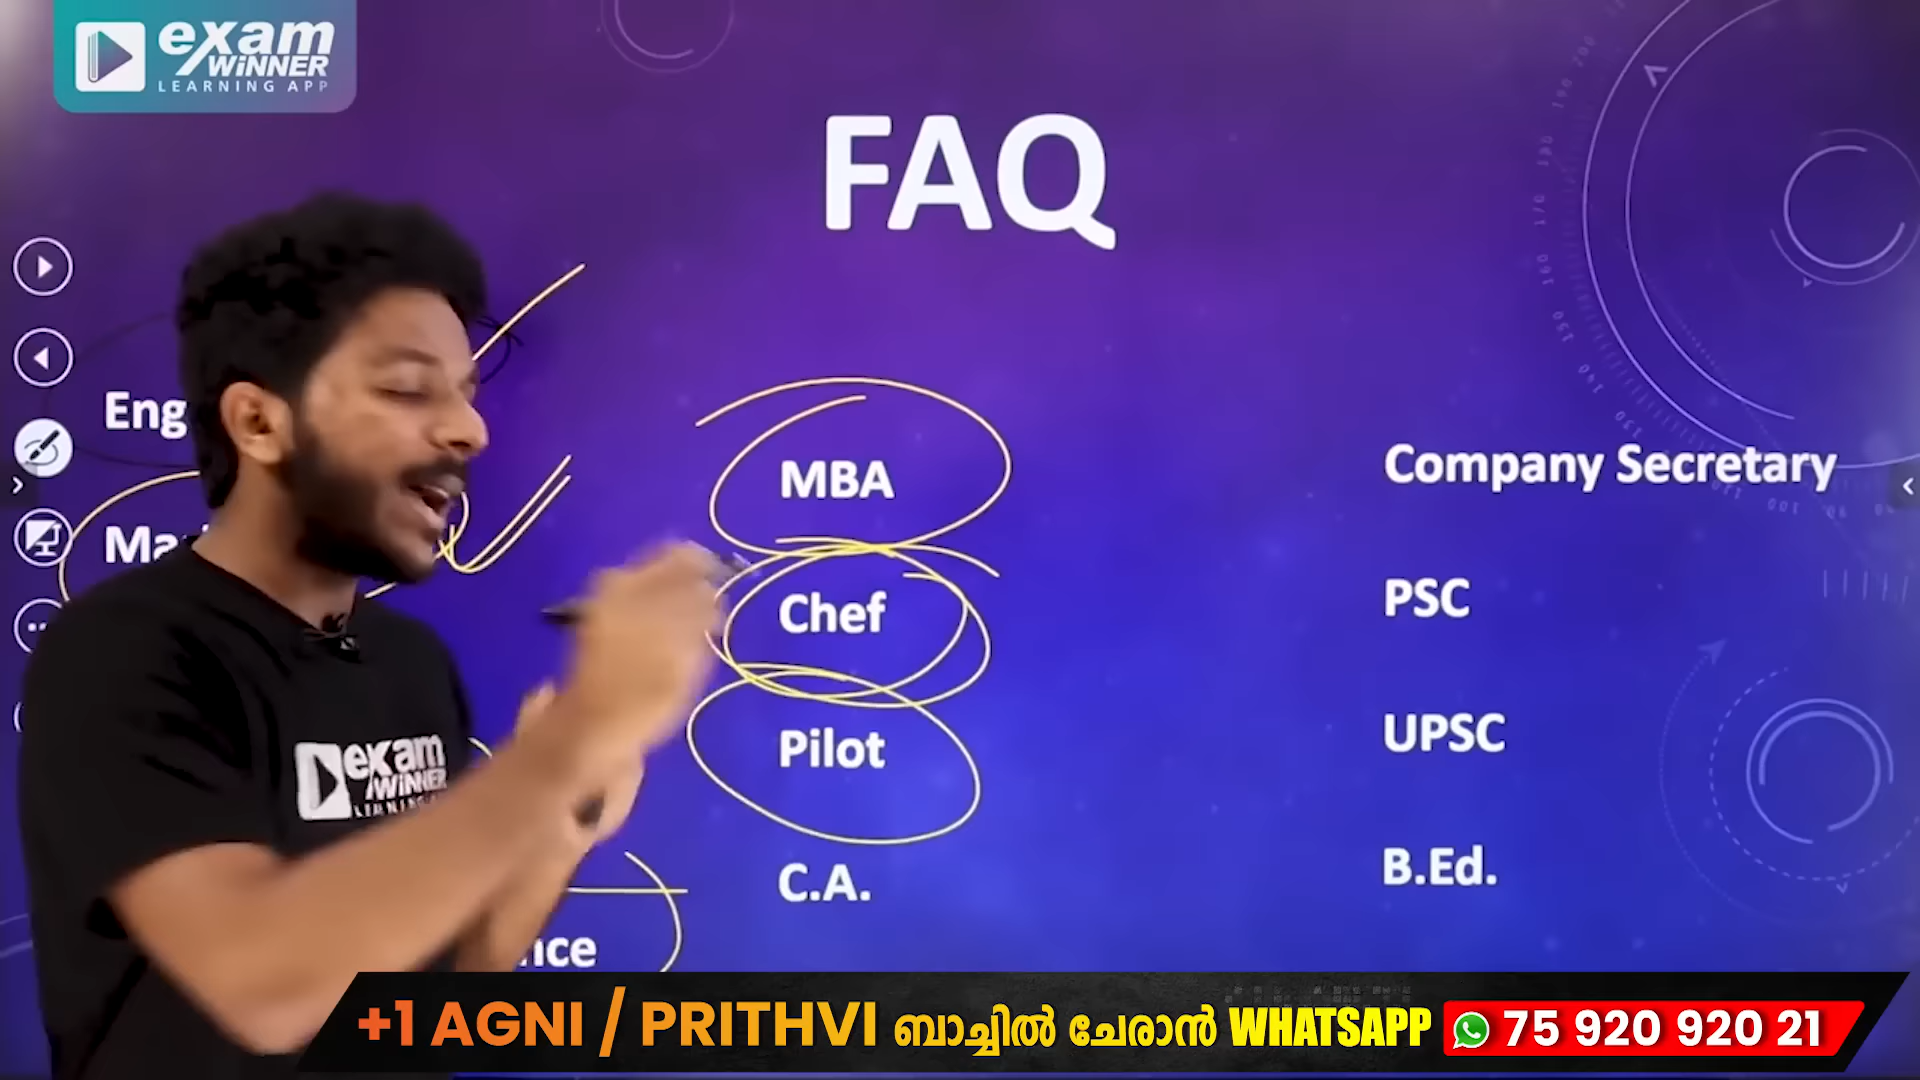 exam
WINNER
LEARNING APP
FAQ
MBA
Chef
Pilot
C.A.
Company Secretary
PSC
UPSC
B.Ed.
exam
WINNER
+1 AGNI / PRITHVI ബാച്ചിൽ ചേരാൻ WHATSAPP 75 920 920 21